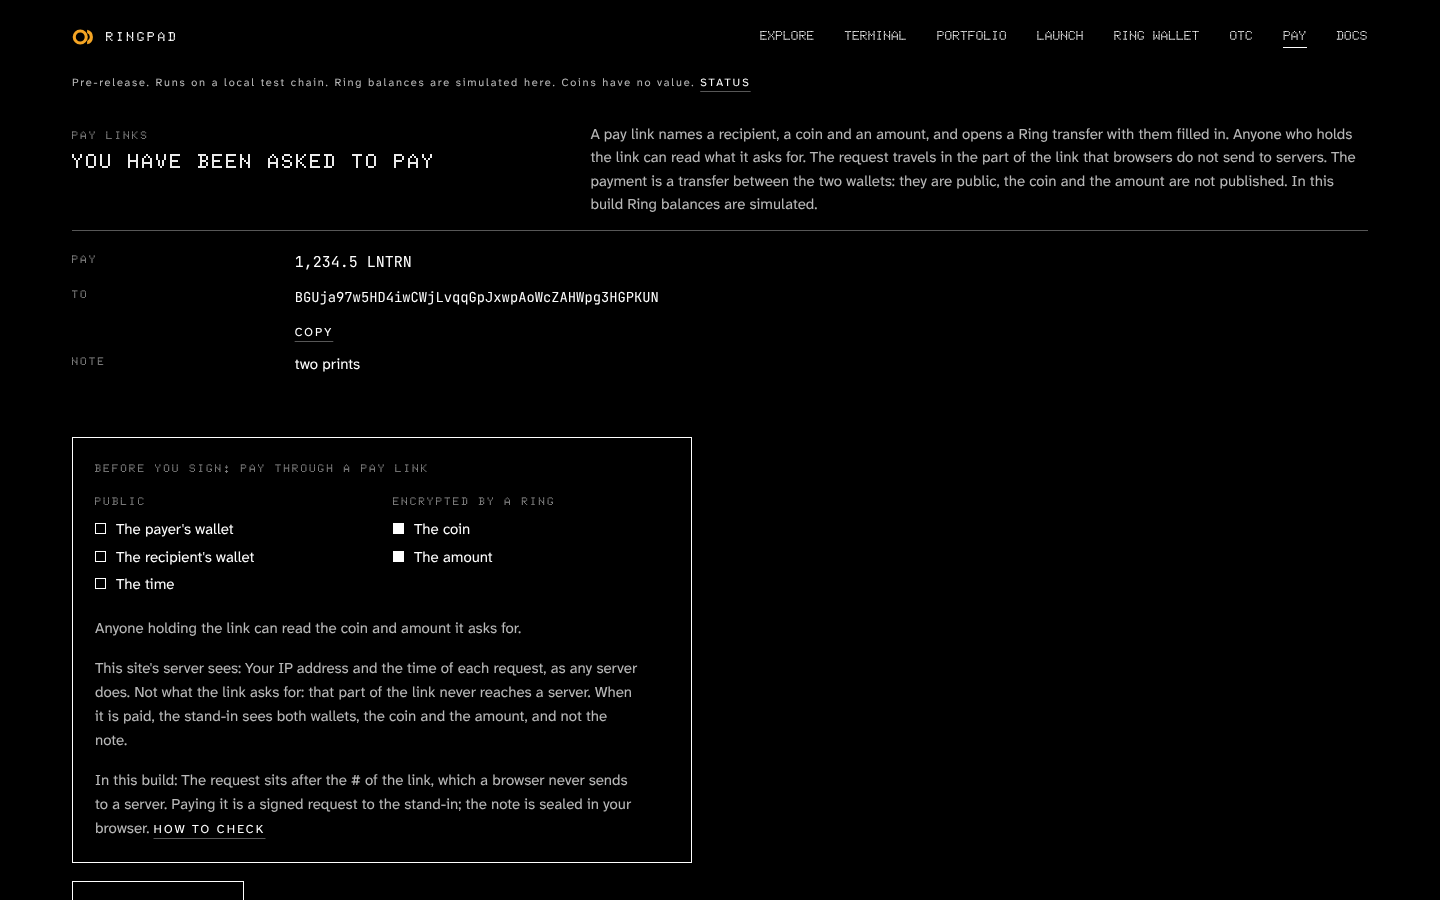 RINGPAD
EXPLORE TERMINAL PORTFOLIO LAUNCH RING WALLET OTC PAY DOCS
Pre-release. Runs on a local test chain. Ring balances are simulated here. Coins have no value. STATUS
PAY LINKS
YOU HAVE BEEN ASKED TO PAY
A pay link names a recipient, a coin and an amount, and opens a Ring transfer with them filled in. Anyone who holds
the link can read what it asks for. The request travels in the part of the link that browsers do not send to servers. The
payment is a transfer between the two wallets: they are public, the coin and the amount are not published. In this
build Ring balances are simulated.
PAY
1,234.5 LNTRN
TO
BGUja97w5HD4iwCWjLvqqGpJxwpAoWcZAHWpg3HGPKUN
COPY
NOTE
two prints
BEFORE YOU SIGN: PAY THROUGH A PAY LINK
PUBLIC
The payer's wallet
The recipient's wallet
The time
ENCRYPTED BY A RING
The coin
The amount
Anyone holding the link can read the coin and amount it asks for.
This site's server sees: Your IP address and the time of each request, as any server
does. Not what the link asks for: that part of the link never reaches a server. When
it is paid, the stand-in sees both wallets, the coin and the amount, and not the
note.
In this build: The request sits after the # of the link, which a browser never sends
to a server. Paying it is a signed request to the stand-in; the note is sealed in your
browser. HOW TO CHECK